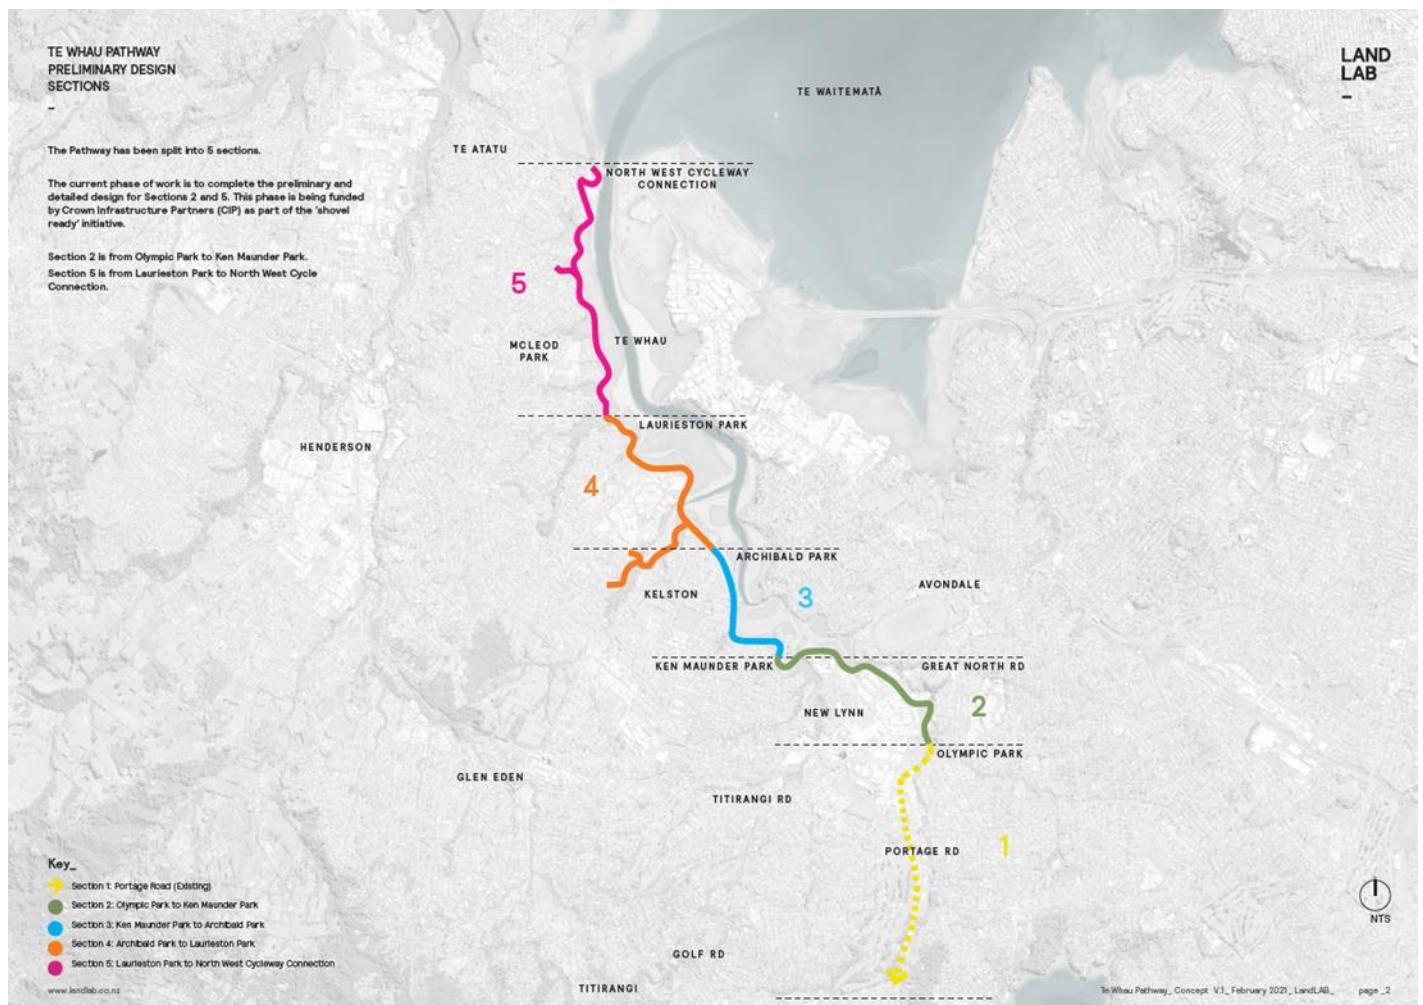 TE WHAU PATHWAY
PRELIMINARY DESIGN
SECTIONS
–
The Pathway has been split into 5 sections.
The current phase of work is to complete the preliminary and
detailed design for Sections 2 and 5. This phase is being funded
by Crown Infrastructure Partners (CIP) as part of the 'shovel
ready' initiative.
Section 2 is from Olympic Park to Ken Maunder Park.
Section 5 is from Laurieston Park to North West Cycle
Connection.
LAND
LAB
–
TE WAITEMATĀ
TE ATATU
NORTH WEST CYCLEWAY
CONNECTION
5
MCLEOD
PARK
TE WHAU
LAURIESTON PARK
HENDERSON
4
ARCHIBALD PARK
KELSTON
3
AVONDALE
KEN MAUNDER PARK
GREAT NORTH RD
NEW LYNN
2
OLYMPIC PARK
GLEN EDEN
TITIRANGI RD
PORTAGE RD
1
GOLF RD
TITIRANGI
Key_
Section 1: Portage Road (Existing)
Section 2: Olympic Park to Ken Maunder Park
Section 3: Ken Maunder Park to Archibald Park
Section 4: Archibald Park to Laurieston Park
Section 5: Laurieston Park to North West Cycleway Connection
NTS
www.landlab.co.nz
Te Whau Pathway_ Concept V.1_ February 2021_ LandLAB_ page _2